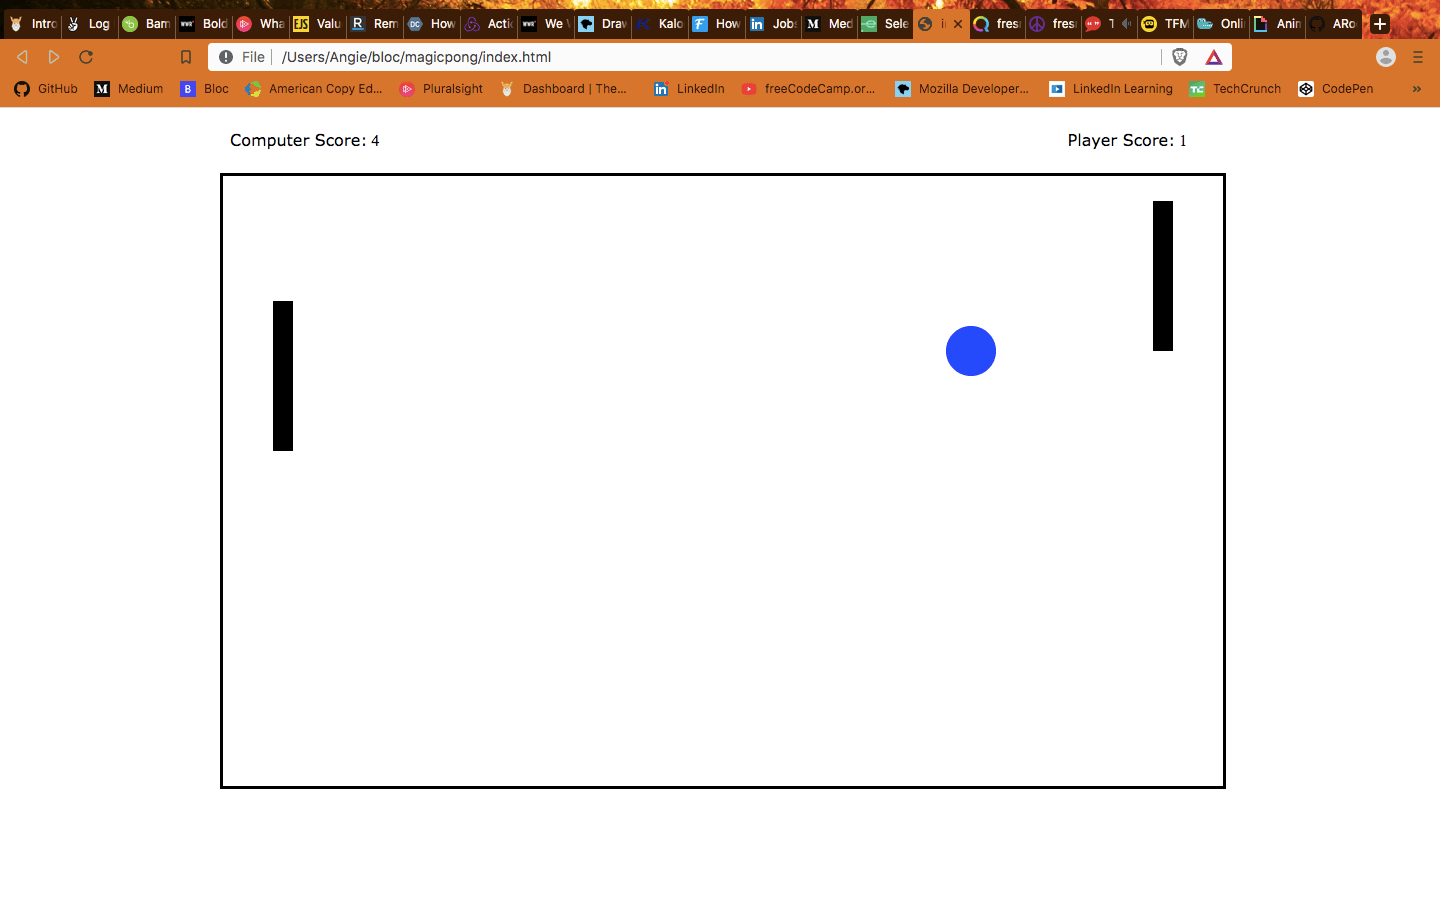 Intro Log Bam Bold Wha Valu Rem How Actio We Draw Kalo How Jobs Med Sele fres fres T TFM Onli Anin ARo
File /Users/Angie/bloc/magicpong/index.html
GitHub Medium Bloc American Copy Ed... Pluralsight Dashboard | The... LinkedIn freeCodeCamp.or... Mozilla Developer... LinkedIn Learning TechCrunch CodePen »
Computer Score: 4 Player Score: 1